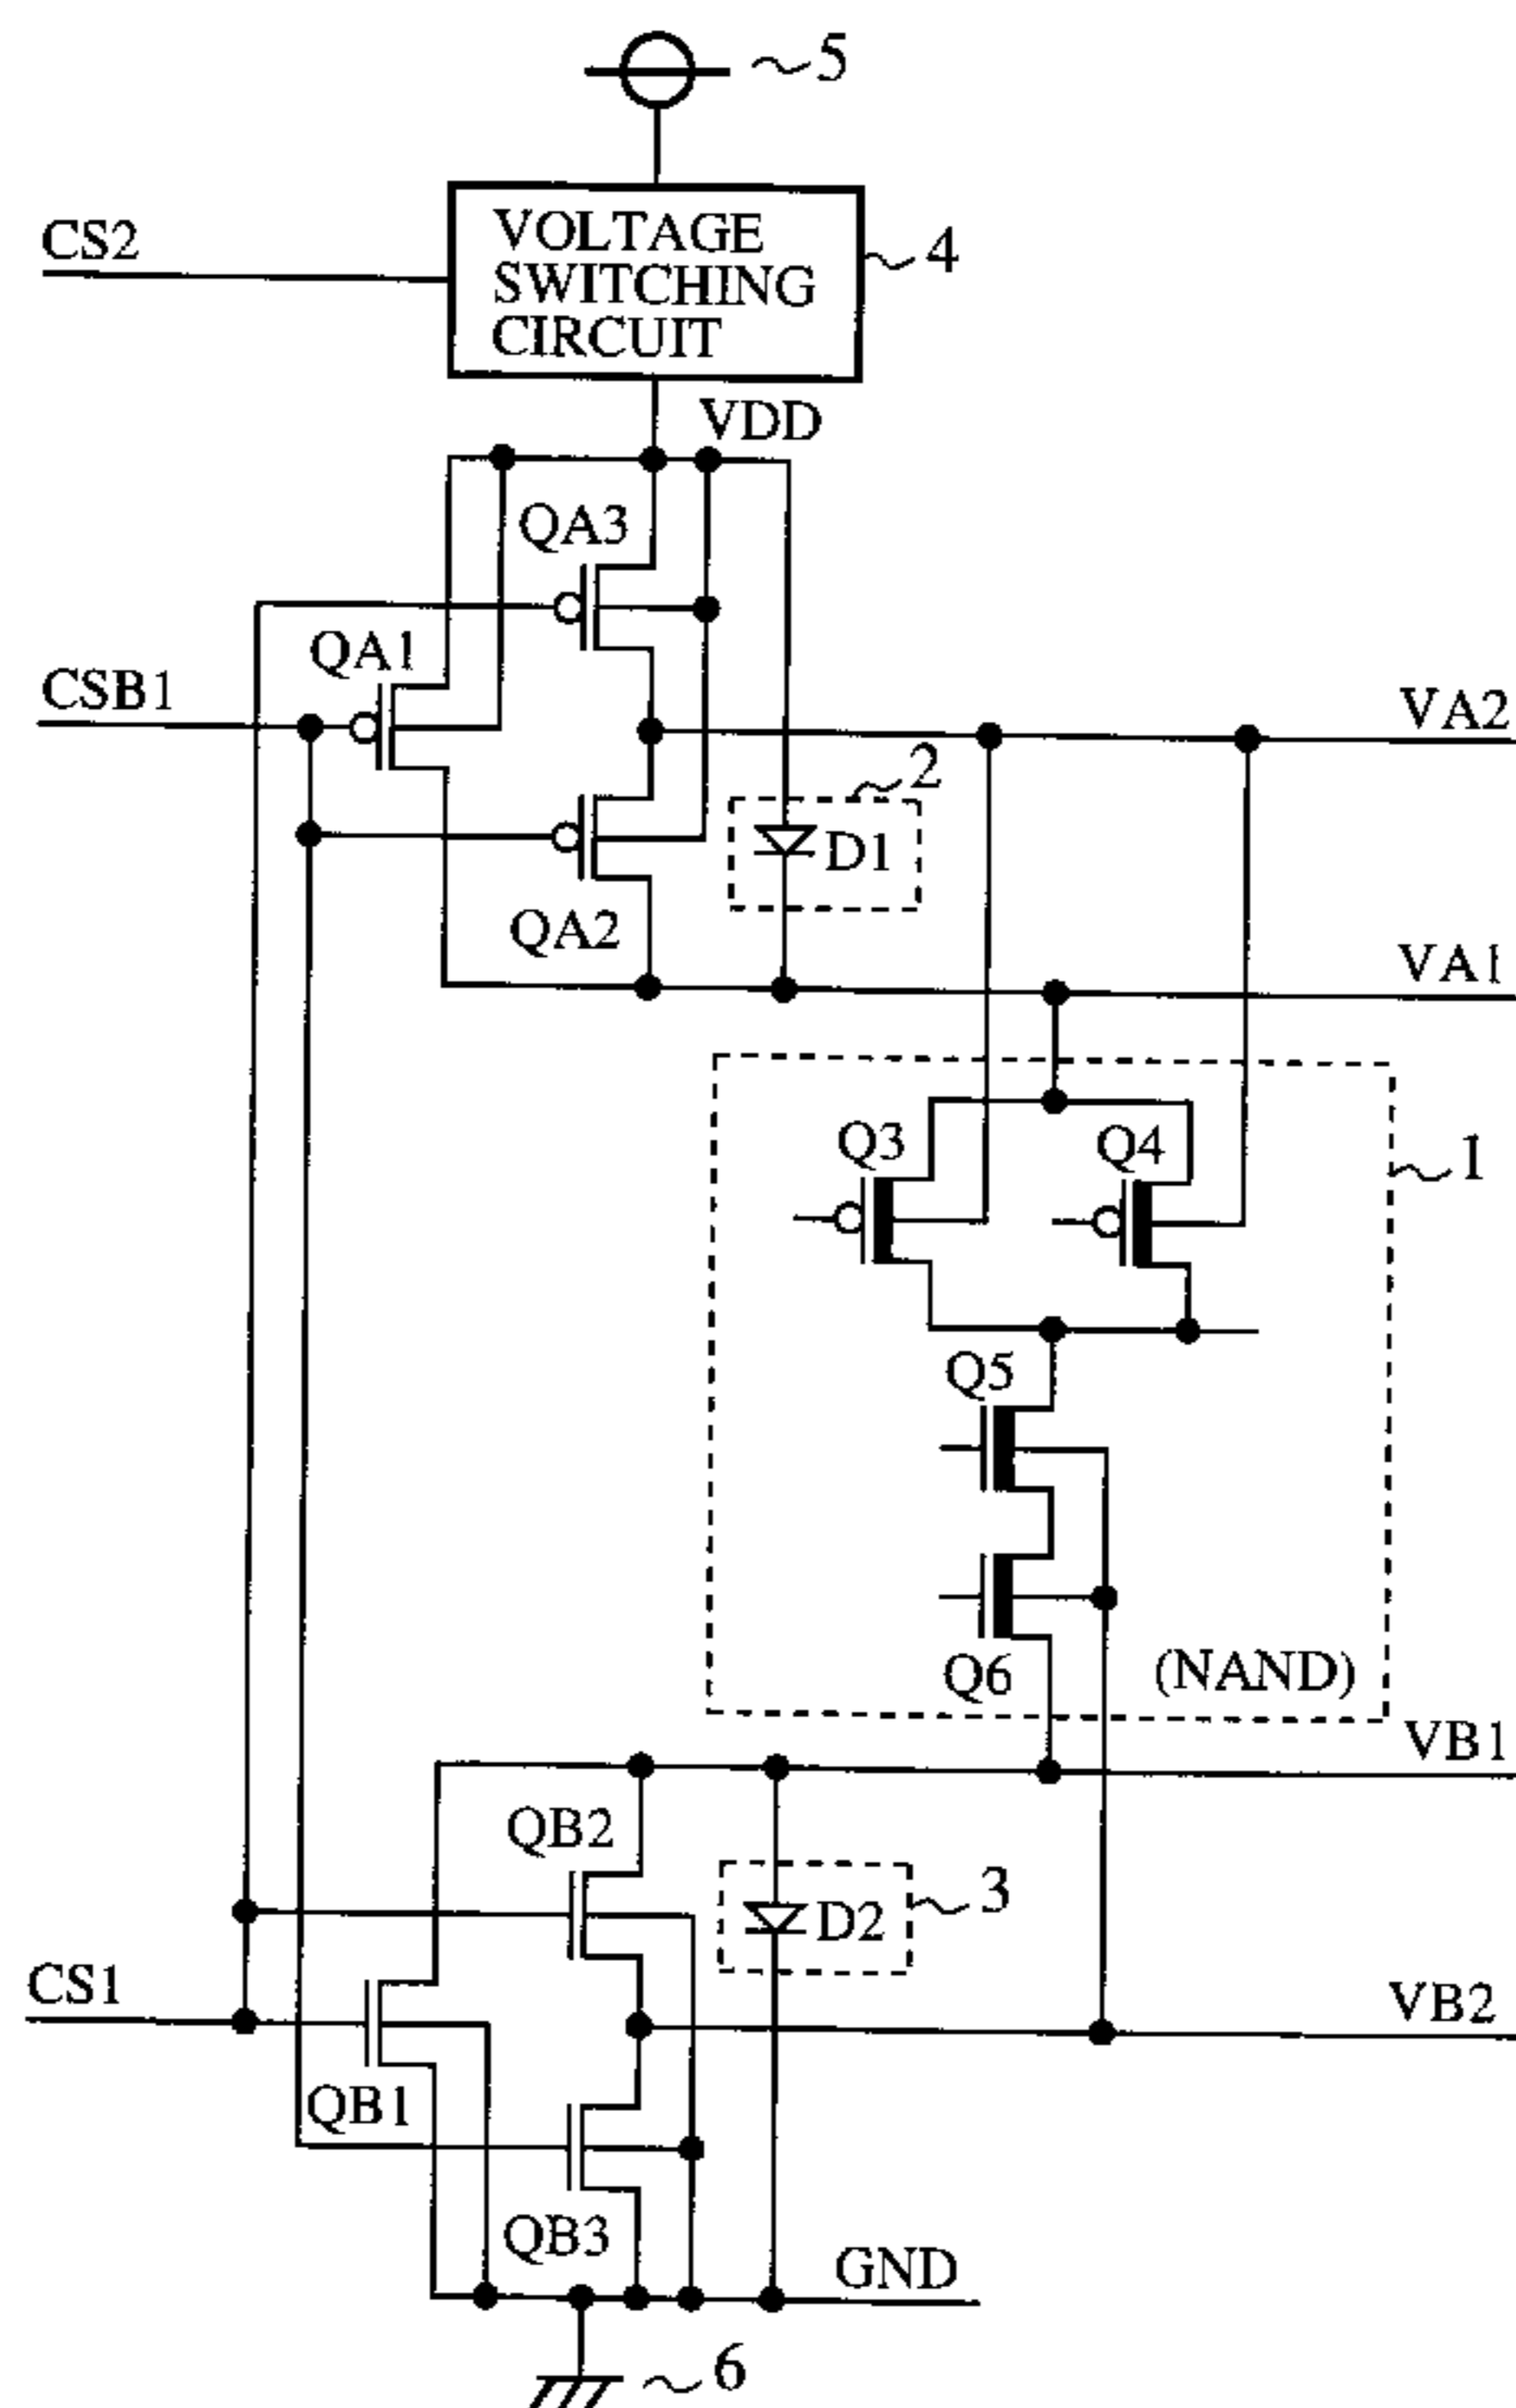 5
CS2
VOLTAGE
SWITCHING
CIRCUIT
4
VDD
QA3
QA1
CSB1
VA2
2
D1
QA2
VA1
Q3
Q4
1
Q5
Q6
(NAND)
VB1
QB2
3
D2
CS1
VB2
QB1
QB3
GND
6